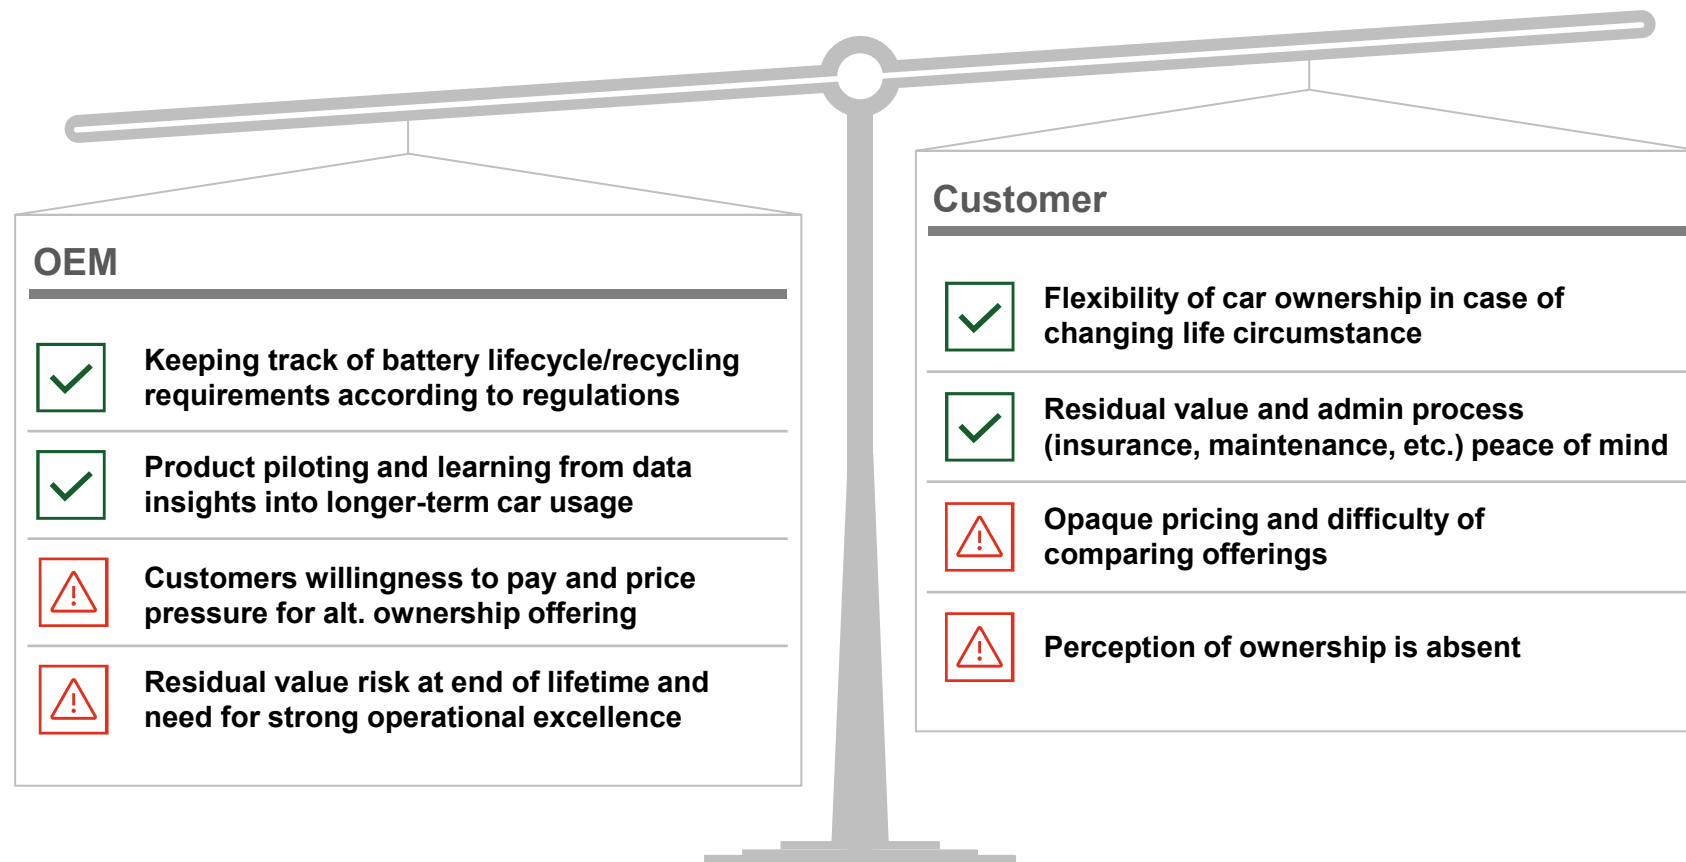 OEM
Keeping track of battery lifecycle/recycling
requirements according to regulations
Product piloting and learning from data
insights into longer-term car usage
Customers willingness to pay and price
pressure for alt. ownership offering
Residual value risk at end of lifetime and
need for strong operational excellence
Customer
Flexibility of car ownership in case of
changing life circumstance
Residual value and admin process
(insurance, maintenance, etc.) peace of mind
Opaque pricing and difficulty of
comparing offerings
Perception of ownership is absent